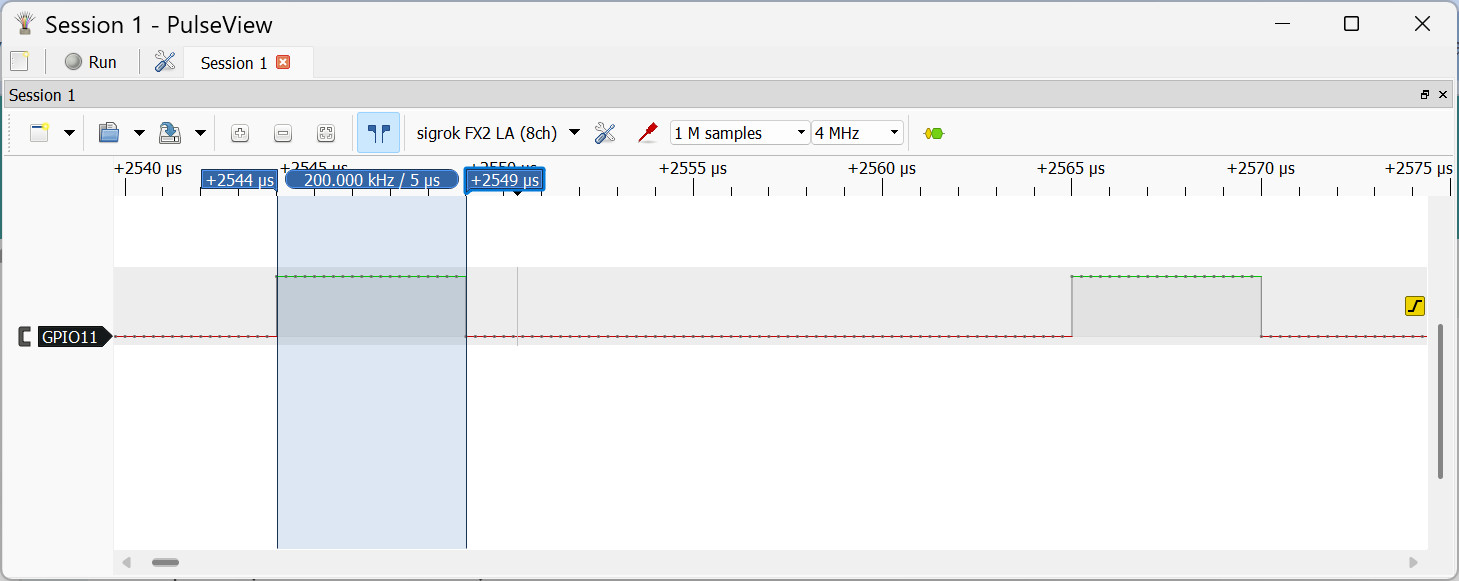 Session 1 - PulseView
Run
Session 1
Session 1
sigrok FX2 LA (8ch)
1 M samples
4 MHz
+2540 µs +2545 µs +2550 µs +2555 µs +2560 µs +2565 µs +2570 µs +2575 µs
+2544 µs 200.000 kHz / 5 µs +2549 µs
GPIO11